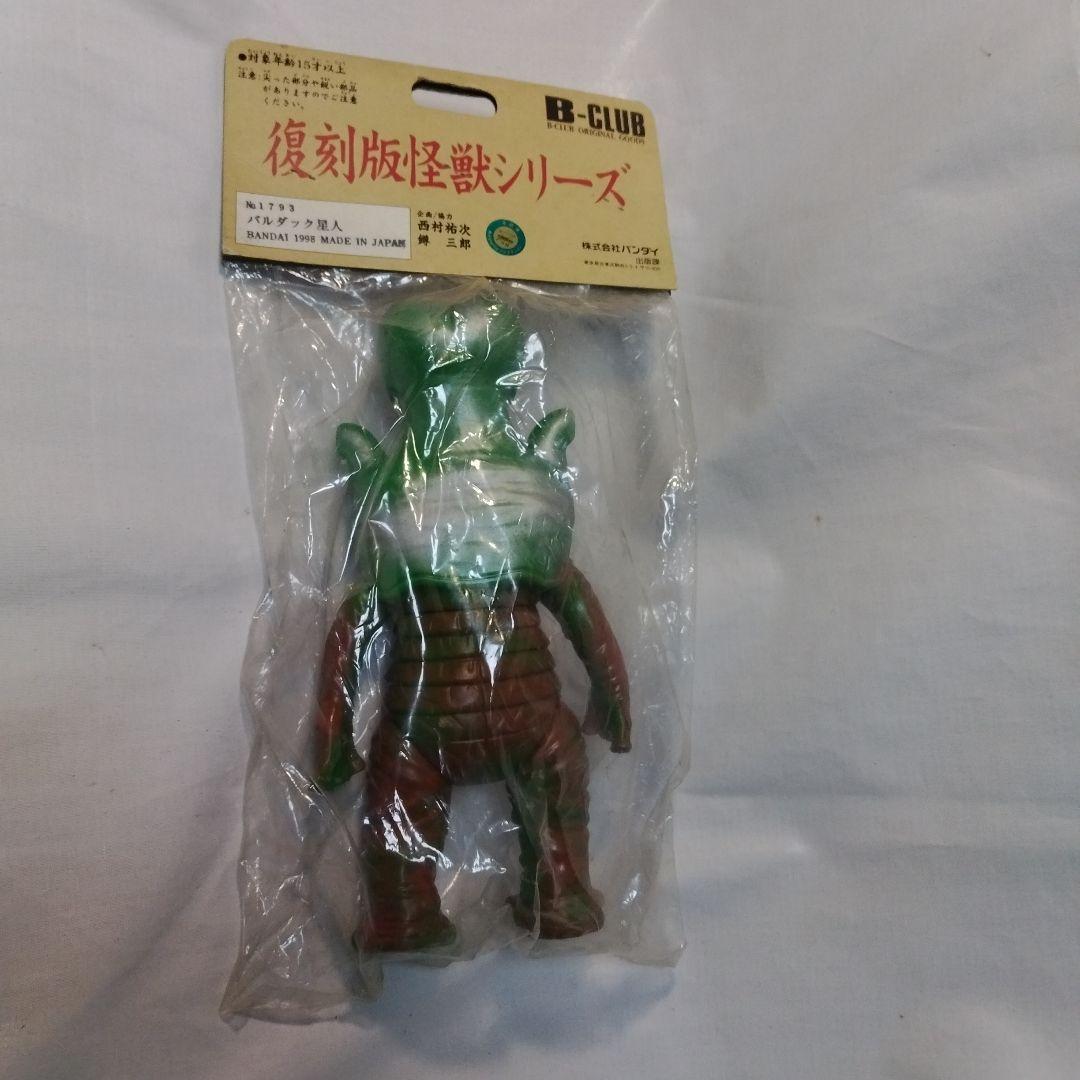 ●対象年齢15才以上
注意:尖った部分や鋭い部品
がありますのでご注意
ください。
B-CLUB
B-CLUB ORIGINAL GOODS
復刻版怪獣シリーズ
№1793
バルダック星人
BANDAI 1998 MADE IN JAPAN
企画/協力
西村祐次
鐏 三郎
株式会社バンダイ
出版課